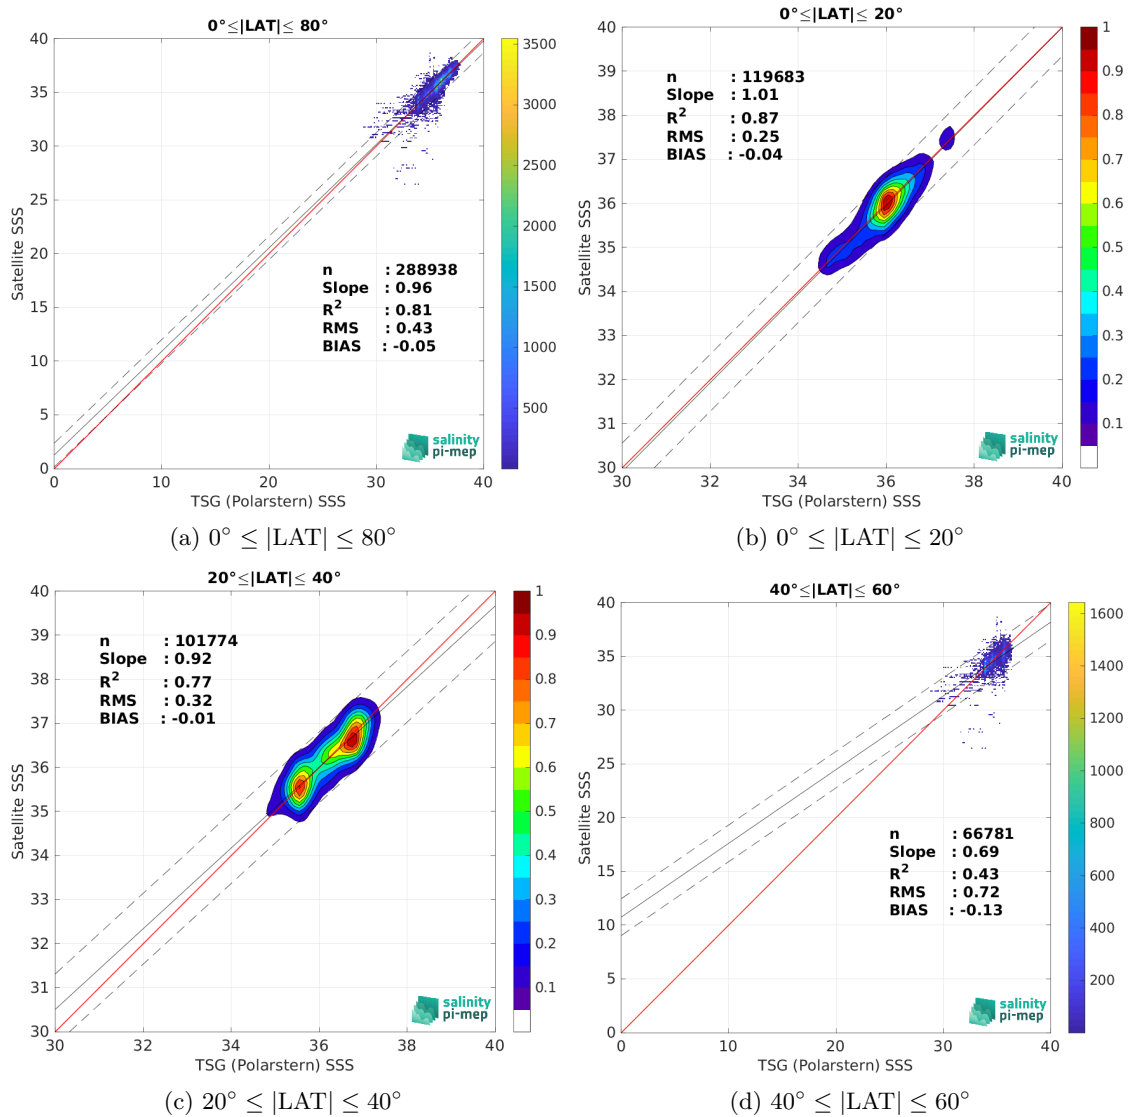 0°≤|LAT|≤ 80°
Satellite SSS
40
35
30
25
20
15
10
5
0
0 10 20 30 40
TSG (Polarstern) SSS
n : 288938
Slope : 0.96
R² : 0.81
RMS : 0.43
BIAS : -0.05
3500
3000
2500
2000
1500
1000
500
salinity
pi-mep
(a) 0° ≤ |LAT| ≤ 80°
0°≤|LAT|≤ 20°
Satellite SSS
40
39
38
37
36
35
34
33
32
31
30
30 32 34 36 38 40
TSG (Polarstern) SSS
n : 119683
Slope : 1.01
R² : 0.87
RMS : 0.25
BIAS : -0.04
1
0.9
0.8
0.7
0.6
0.5
0.4
0.3
0.2
0.1
salinity
pi-mep
(b) 0° ≤ |LAT| ≤ 20°
20°≤|LAT|≤ 40°
Satellite SSS
40
39
38
37
36
35
34
33
32
31
30
30 32 34 36 38 40
TSG (Polarstern) SSS
n : 101774
Slope : 0.92
R² : 0.77
RMS : 0.32
BIAS : -0.01
1
0.9
0.8
0.7
0.6
0.5
0.4
0.3
0.2
0.1
salinity
pi-mep
(c) 20° ≤ |LAT| ≤ 40°
40°≤|LAT|≤ 60°
Satellite SSS
40
35
30
25
20
15
10
5
0
0 10 20 30 40
TSG (Polarstern) SSS
n : 66781
Slope : 0.69
R² : 0.43
RMS : 0.72
BIAS : -0.13
1600
1400
1200
1000
800
600
400
200
salinity
pi-mep
(d) 40° ≤ |LAT| ≤ 60°